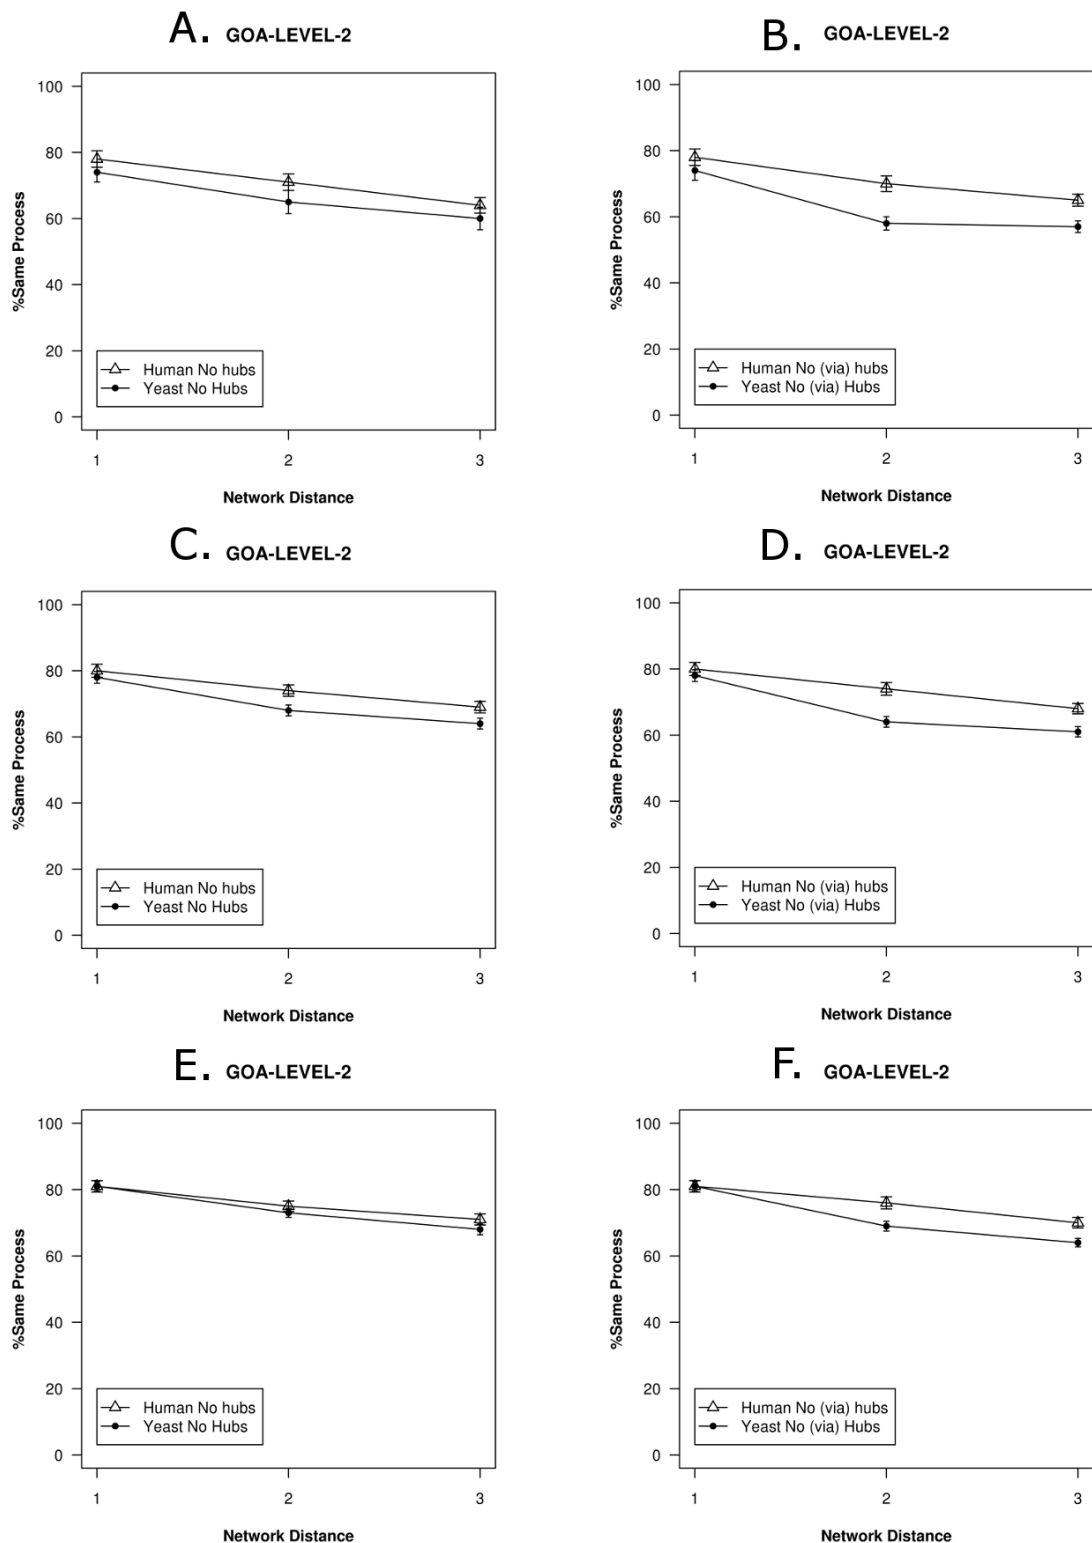 A. GOA-LEVEL-2
100
80
60
40
20
0
%Same Process
Human No hubs
Yeast No Hubs
1 2 3
Network Distance
B. GOA-LEVEL-2
100
80
60
40
20
0
%Same Process
Human No (via) hubs
Yeast No (via) Hubs
1 2 3
Network Distance
C. GOA-LEVEL-2
100
80
60
40
20
0
%Same Process
Human No hubs
Yeast No Hubs
1 2 3
Network Distance
D. GOA-LEVEL-2
100
80
60
40
20
0
%Same Process
Human No (via) hubs
Yeast No (via) Hubs
1 2 3
Network Distance
E. GOA-LEVEL-2
100
80
60
40
20
0
%Same Process
Human No hubs
Yeast No Hubs
1 2 3
Network Distance
F. GOA-LEVEL-2
100
80
60
40
20
0
%Same Process
Human No (via) hubs
Yeast No (via) Hubs
1 2 3
Network Distance